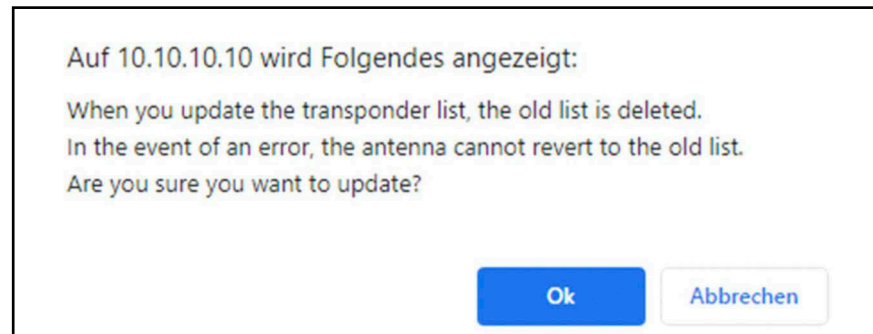 Auf 10.10.10.10 wird Folgendes angezeigt:
When you update the transponder list, the old list is deleted.
In the event of an error, the antenna cannot revert to the old list.
Are you sure you want to update?
Ok
Abbrechen